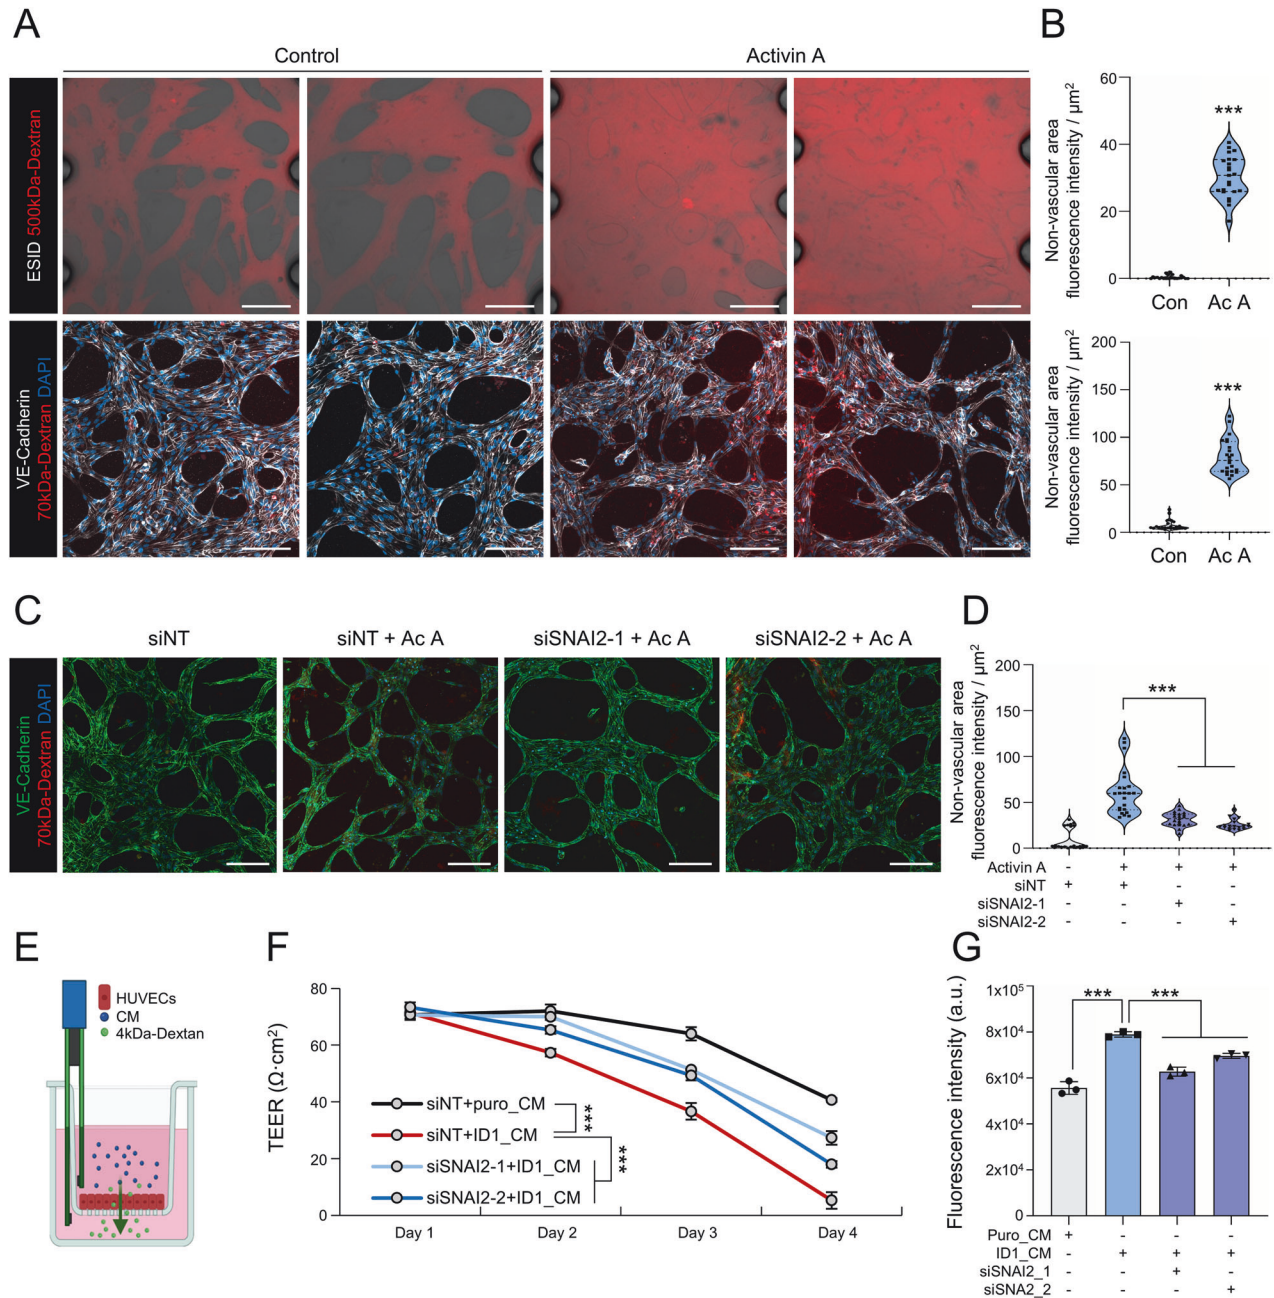 A
Control
Activin A
ESID 500kDa-Dextran
VE-Cadherin
70kDa-Dextran DAPI
B
Non-vascular area
fluorescence intensity / µm²
60
40
20
0
***
Con
Ac A
Non-vascular area
fluorescence intensity / µm²
200
150
100
50
0
***
Con
Ac A
C
siNT
siNT + Ac A
siSNAI2-1 + Ac A
siSNAI2-2 + Ac A
VE-Cadherin
70kDa-Dextran DAPI
D
Non-vascular area
fluorescence intensity / µm²
200
150
100
50
0
***
Activin A - + + +
siNT + + - -
siSNAI2-1 - - + -
siSNAI2-2 - - - +
E
HUVECs
CM
4kDa-Dextan
F
TEER (Ω·cm²)
80
60
40
20
0
siNT+puro_CM
siNT+ID1_CM
siSNAI2-1+ID1_CM
siSNAI2-2+ID1_CM
***
***
Day 1
Day 2
Day 3
Day 4
G
Fluorescence intensity (a.u.)
1x10⁵
8x10⁴
6x10⁴
4x10⁴
2x10⁴
0
***
***
Puro_CM + - - -
ID1_CM - + + +
siSNAI2_1 - - + -
siSNA2_2 - - - +